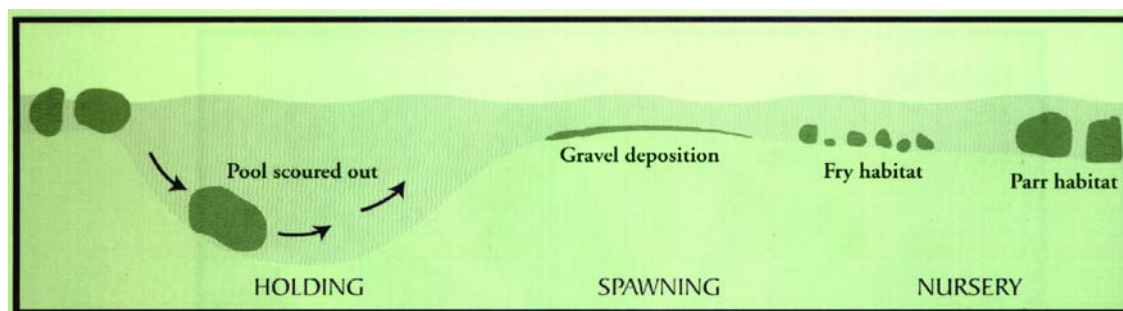 Pool scoured out
Gravel deposition
Fry habitat
Parr habitat
HOLDING
SPAWNING
NURSERY